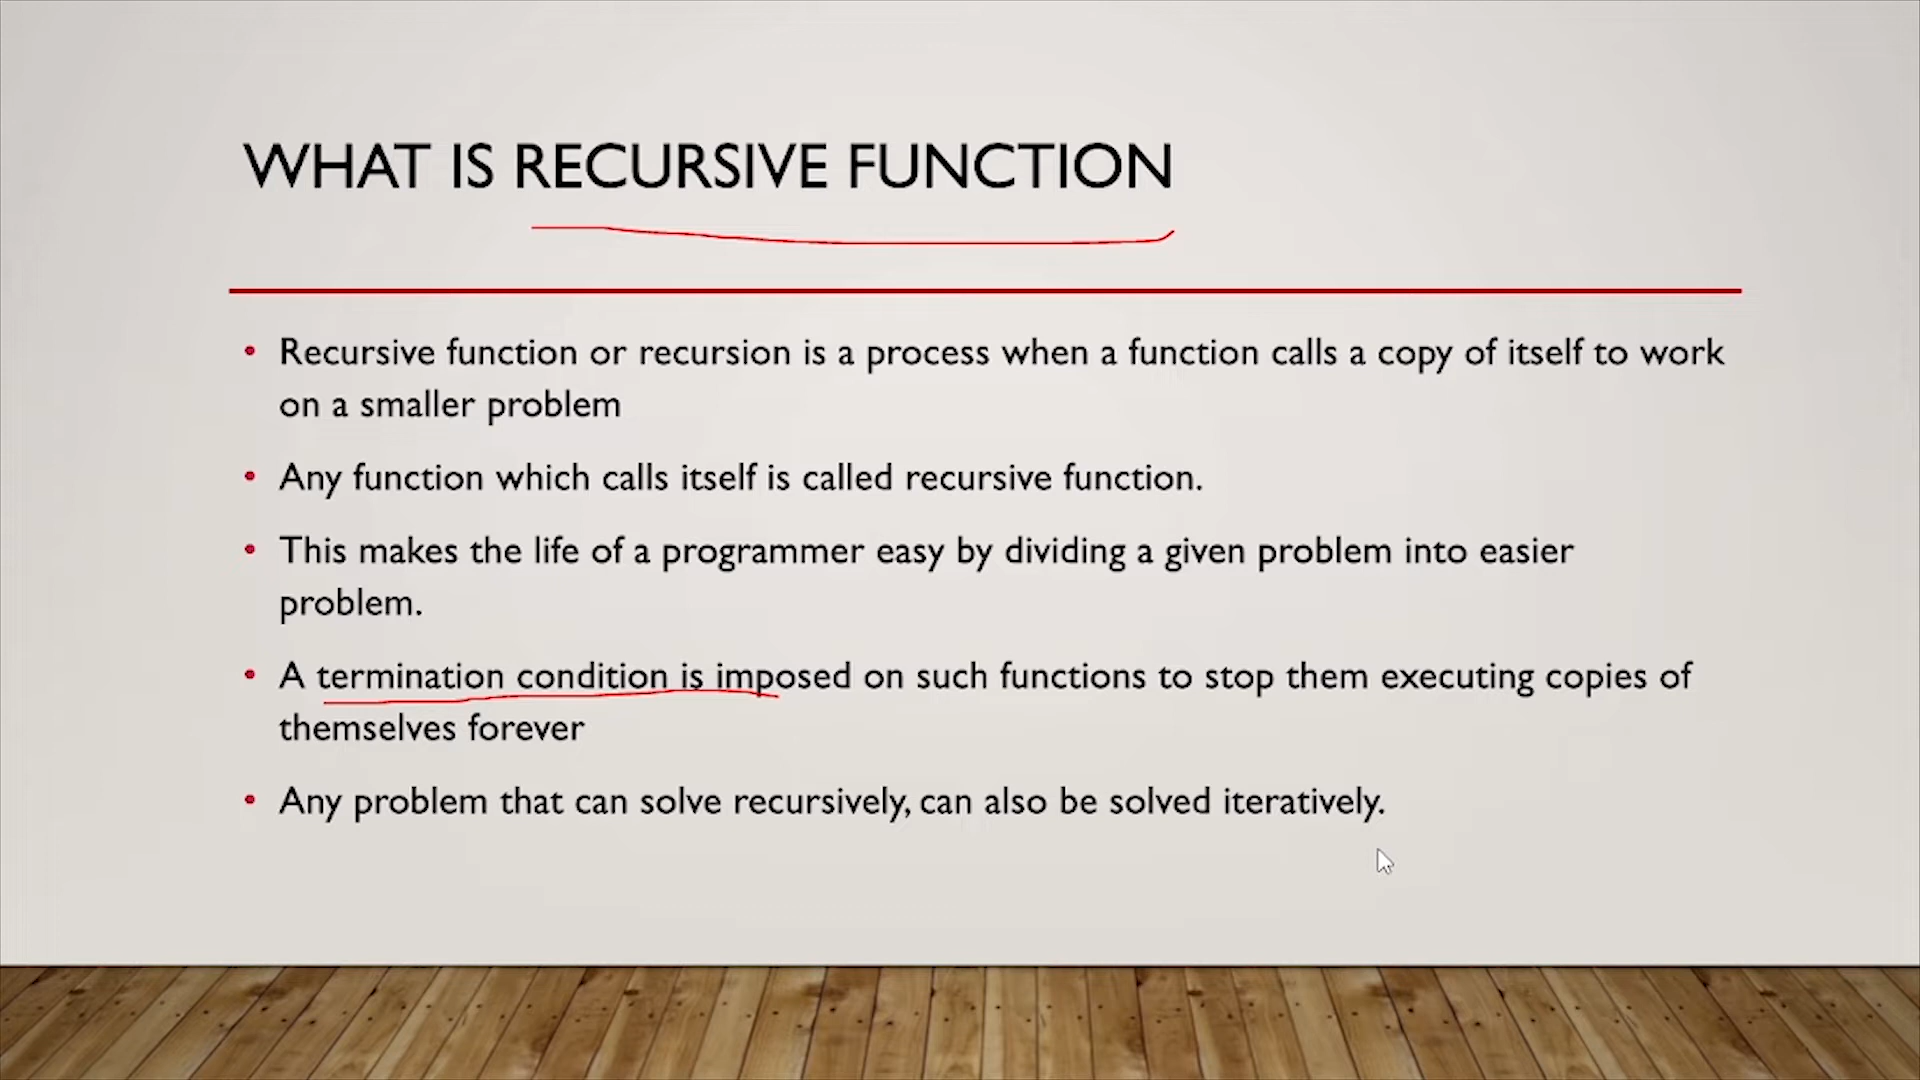 WHAT IS RECURSIVE FUNCTION
• Recursive function or recursion is a process when a function calls a copy of itself to work
on a smaller problem
• Any function which calls itself is called recursive function.
• This makes the life of a programmer easy by dividing a given problem into easier
problem.
• A termination condition is imposed on such functions to stop them executing copies of
themselves forever
• Any problem that can solve recursively, can also be solved iteratively.